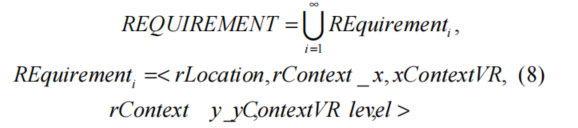 REQUIREMENT = ⋃_{i=1}^{∞} REquirement_i ,
REquirement_i =< rLocation, rContext _ x, xContextVR, (8)
rContext y_yContextVR level >